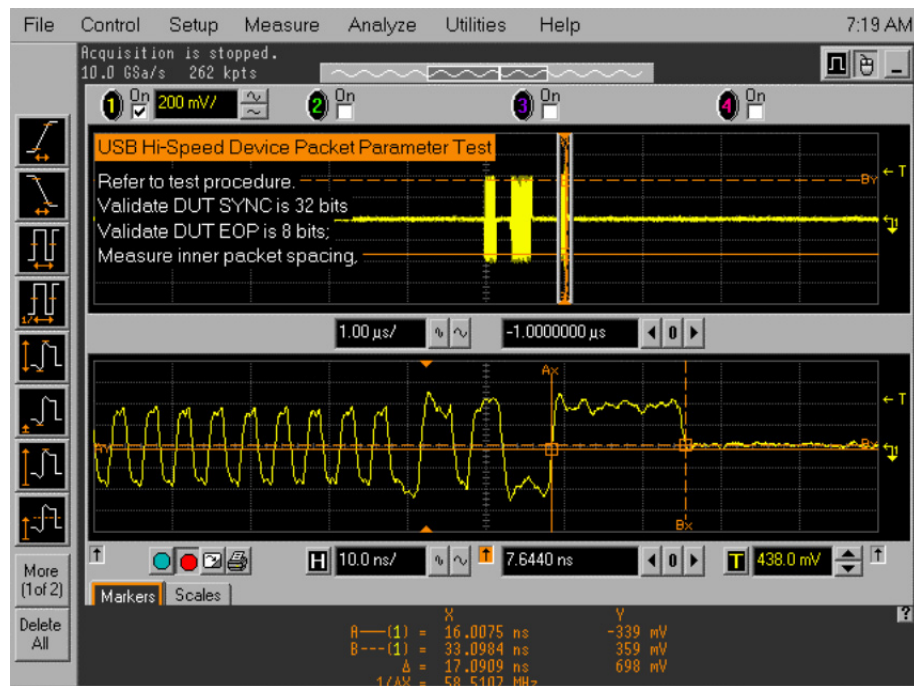 File Control Setup Measure Analyze Utilities Help 7:19 AM
Acquisition is stopped.
10.0 GSa/s 262 kpts
1 On 200 mV/ 2 On 3 On 4 On
USB Hi-Speed Device Packet Parameter Test
Refer to test procedure.
Validate DUT SYNC is 32 bits
Validate DUT EOP is 8 bits;
Measure inner packet spacing,
By
T
1.00 µs/ -1.0000000 µs 0
Ax
T
Ay
Bx
H 10.0 ns/ 7.6440 ns 0 T 438.0 mV
More
(1 of 2)
Delete
All
Markers Scales
?
X Y
A——(1) = 16.0075 ns -339 mV
B---(1) = 33.0984 ns 359 mV
Δ = 17.0909 ns 698 mV
1/ΔX = 58.5107 MHz